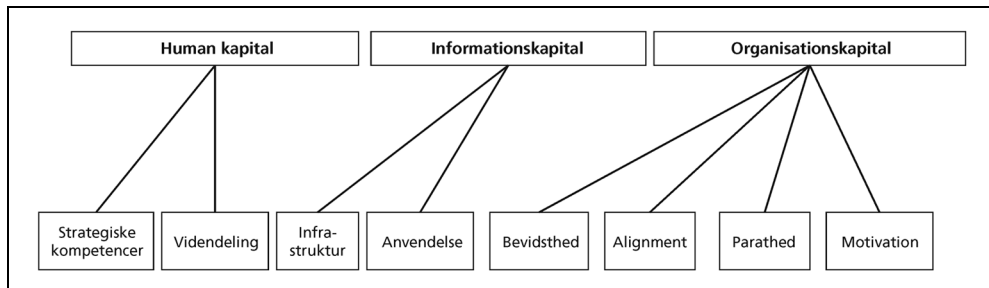 Human kapital
Informationskapital
Organisationskapital
Strategiske
kompetencer
Videndeling
Infra-
struktur
Anvendelse
Bevidsthed
Alignment
Parathed
Motivation